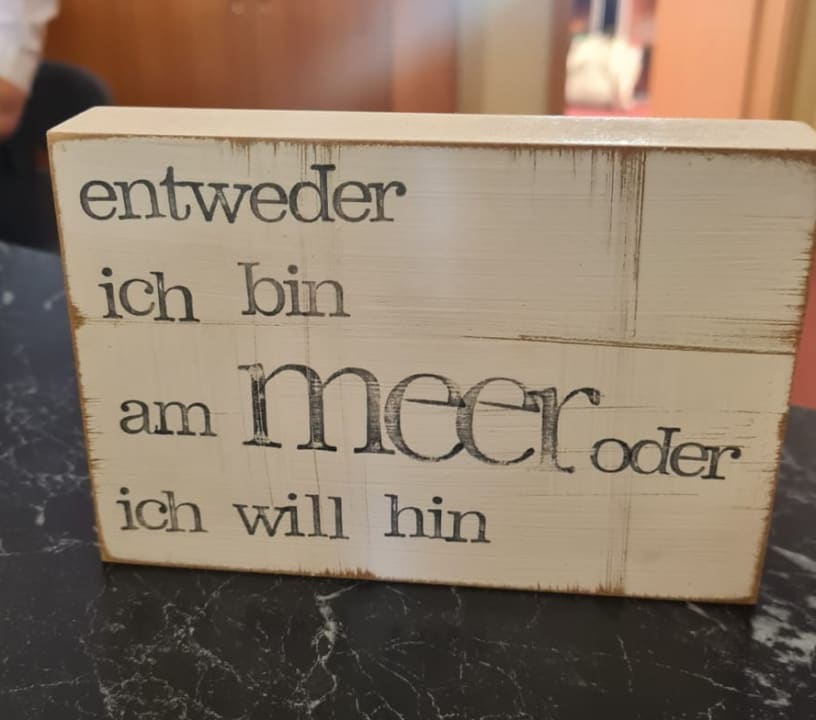 entweder
ich bin
am meer oder
ich will hin